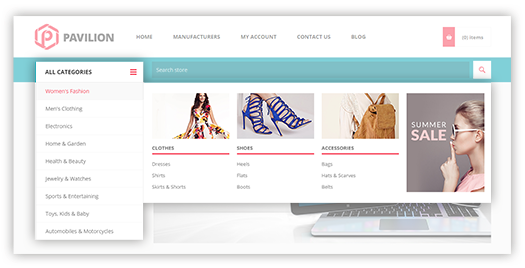 PAVILION
HOME MANUFACTURERS MY ACCOUNT CONTACT US BLOG
(0) Items
ALL CATEGORIES
Search store
Women's Fashion
Men's Clothing
Electronics
Home & Garden
Health & Beauty
Jewelry & Watches
Sports & Entertaining
Toys, Kids & Baby
Automobiles & Motorcycles
CLOTHES
Dresses
Shirts
Skirts & Shorts
SHOES
Heels
Flats
Boots
ACCESSORIES
Bags
Hats & Scarves
Belts
SUMMER
SALE